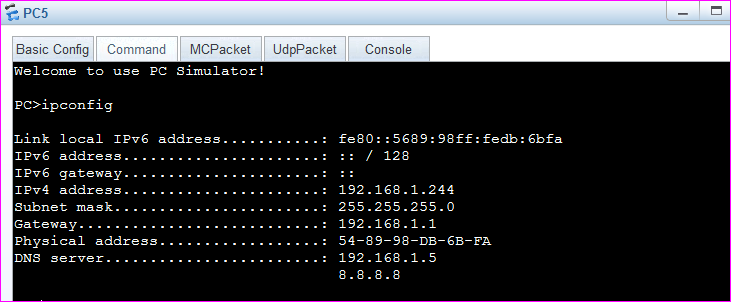 PC5
Basic Config Command MCPacket UdpPacket Console
Welcome to use PC Simulator!
PC>ipconfig
Link local IPv6 address...........: fe80::5689:98ff:fedb:6bfa
IPv6 address......................: :: / 128
IPv6 gateway......................: ::
IPv4 address......................: 192.168.1.244
Subnet mask.......................: 255.255.255.0
Gateway...........................: 192.168.1.1
Physical address..................: 54-89-98-DB-6B-FA
DNS server........................: 192.168.1.5
8.8.8.8